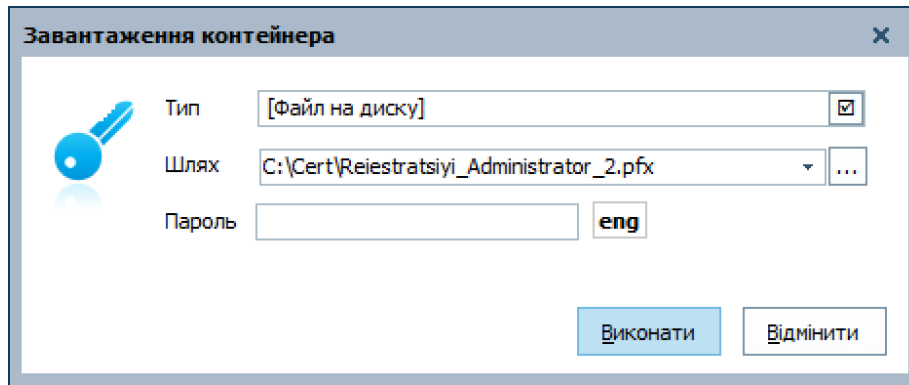 Завантаження контейнера
Тип [Файл на диску]
Шлях C:\Cert\Reiestratsiyi_Administrator_2.pfx ...
Пароль eng
Виконати Відмінити